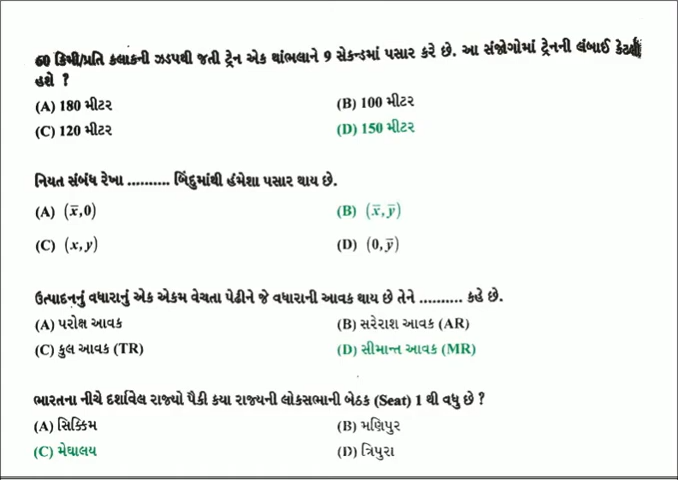 60 કિમી/પ્રતિ કલાકની ઝડપથી જતી ટ્રેન એક થાંભલાને 9 સેકન્ડમાં પસાર કરે છે. આ સંજોગોમાં ટ્રેનની લંબાઈ કેટલી
હશે ?
(A) 180 મીટર (B) 100 મીટર
(C) 120 મીટર (D) 150 મીટર
નિયત સંબંધ રેખા .......... બિંદુમાંથી હંમેશા પસાર થાય છે.
(A) (x̅,0) (B) (x̅,y̅)
(C) (x,y) (D) (0,y̅)
ઉત્પાદનનું વધારાનું એક એકમ વેચતા પેઢીને જે વધારાની આવક થાય છે તેને .......... કહે છે.
(A) પરોક્ષ આવક (B) સરેરાશ આવક (AR)
(C) કુલ આવક (TR) (D) સીમાન્ત આવક (MR)
ભારતના નીચે દર્શાવેલ રાજ્યો પૈકી કયા રાજ્યની લોકસભાની બેઠક (Seat) 1 થી વધુ છે ?
(A) સિક્કિમ (B) મણિપુર
(C) મેઘાલય (D) ત્રિપુરા